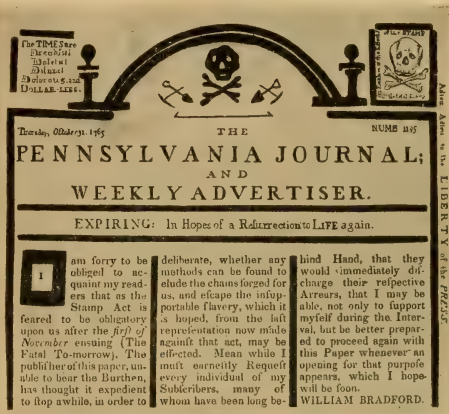 The TIMES are
Dreadful
Doleful
Dismal
Dolorous, and
DOLLAR-LESS.
Thursday, October 31. 1765
THE
NUMB 1195
PENNSYLVANIA JOURNAL;
AND
WEEKLY ADVERTISER.
EXPIRING: In Hopes of a Resurrection to LIFE again.
I am sorry to be
obliged to ac-
quaint my read-
ers that as the
Stamp Act is
feared to be obligatory
upon us after the first of
November ensuing (The
Fatal To-morrow). The
publisher of this paper, un-
able to bear the Burthen,
has thought it expedient
to stop awhile, in order to
deliberate, whether any
methods can be found to
elude the chains forged for
us, and escape the insup-
portable slavery, which it
is hoped, from the last
representation now made
against that act, may be
effected. Mean while I
must earnestly Request
every individual of my
Subscribers, many of
whom have been long be-
hind Hand, that they
would immediately dis-
charge their respective
Arrears, that I may be
able, not only to support
myself during the Inter-
val, but be better prepar-
ed to proceed again with
this Paper whenever an
opening for that purpose
appears, which I hope
will be soon.
WILLIAM BRADFORD.
Adieu Adieu to the LIBERTY of the PRESS.